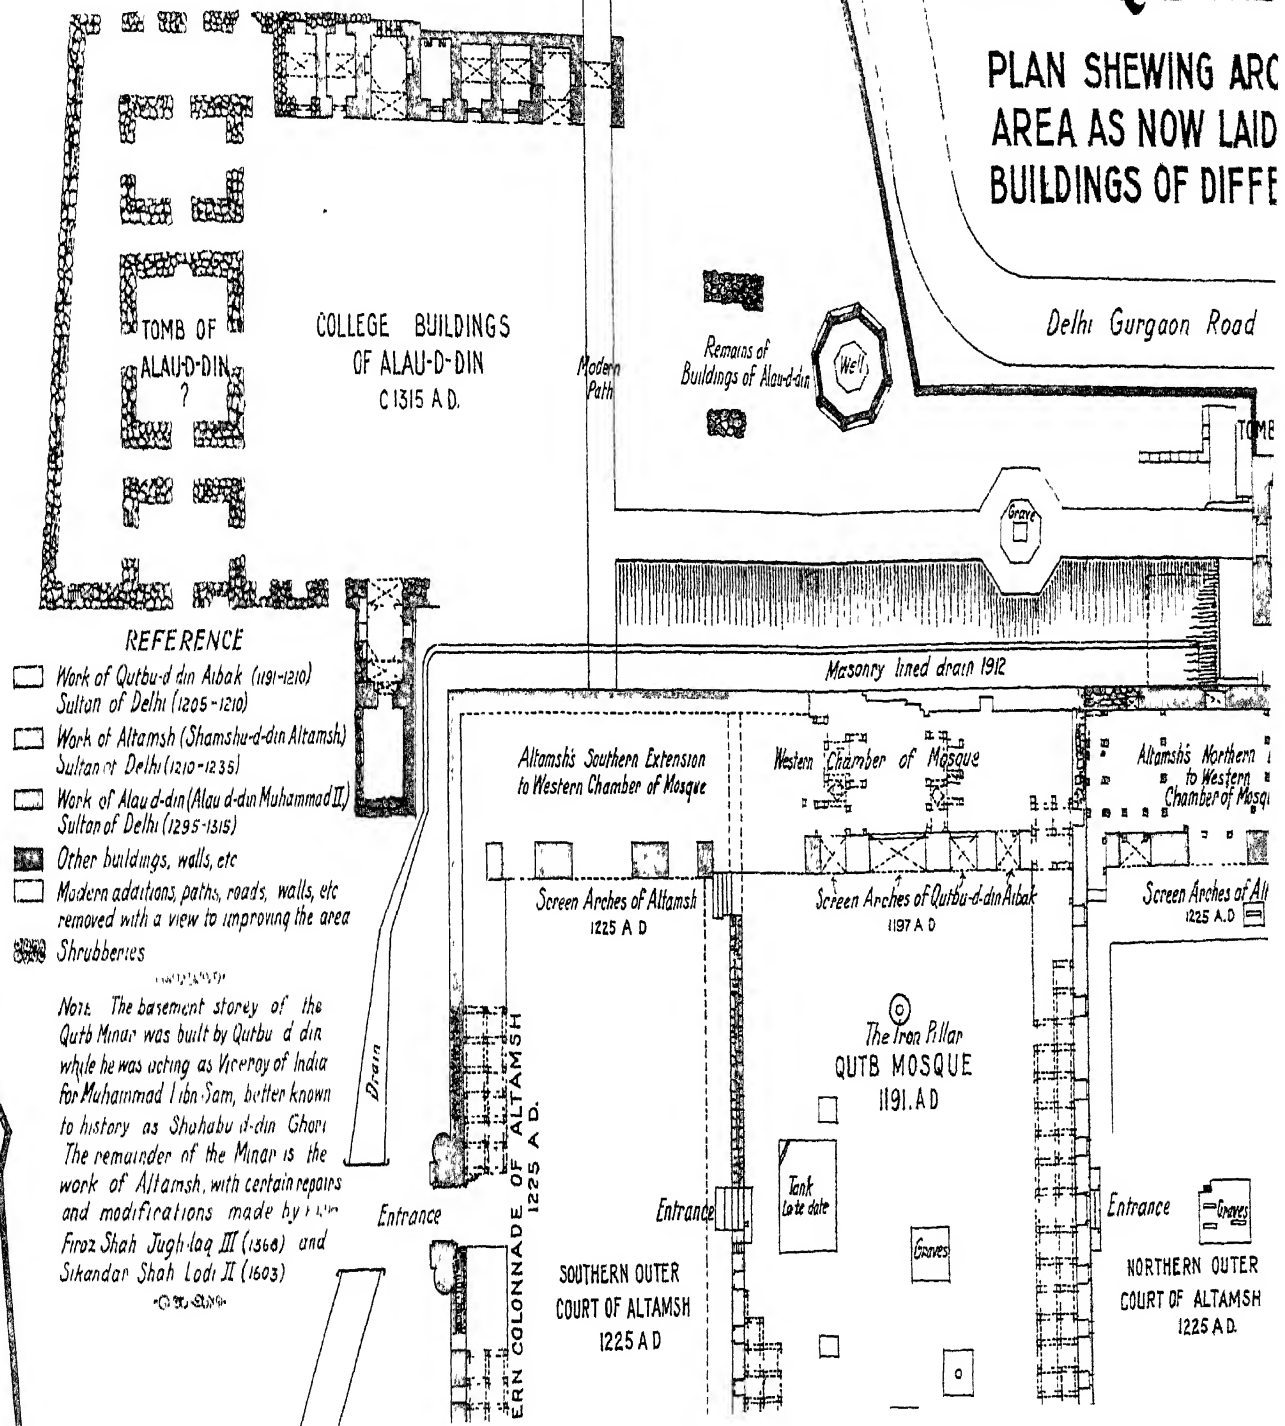 PLAN SHEWING ARC
AREA AS NOW LAID
BUILDINGS OF DIFFE
Delhi Gurgaon Road
TOMB OF
ALAU-D-DIN
?
COLLEGE BUILDINGS
OF ALAU-D-DIN
C 1315 A D.
Modern
Path
Remains of
Buildings of Alau-d-din
Well
TOMB
Grave
Masonry lined drain 1912
REFERENCE
Work of Qutbu-d din Aibak (1191-1210)
Sultan of Delhi (1205-1210)
Work of Altamsh (Shamshu-d-din Altamsh)
Sultan of Delhi (1210-1235)
Work of Alau d-din (Alau d-din Muhammad II)
Sultan of Delhi (1295-1315)
Other buildings, walls, etc
Modern additions, paths, roads, walls, etc
removed with a view to improving the area
Shrubberies
NOTE The basement storey of the
Qutb Minar was built by Qutbu d din
while he was acting as Viceroy of India
for Muhammad I ibn Sam, better known
to history as Shahabu d-din Ghori
The remainder of the Minar is the
work of Altamsh, with certain repairs
and modifications made by
Firoz Shah Jughlaq III (1368) and
Sikandar Shah Lodi II (1603)
Altamsh's Southern Extension
to Western Chamber of Mosque
Western Chamber of Mosque
Altamsh's Northern
to Western
Chamber of Mosq
Screen Arches of Altamsh
1225 A D
Screen Arches of Qutbu-d-din Aibak
1197 A D
Screen Arches of Alt
1225 A.D
The Iron Pillar
QUTB MOSQUE
1191. A D
Drain
ERN COLONNADE OF ALTAMSH
1225 A D.
Entrance
Entrance
Tank
Late date
Graves
Entrance
Graves
SOUTHERN OUTER
COURT OF ALTAMSH
1225 A D
NORTHERN OUTER
COURT OF ALTAMSH
1225 A D.